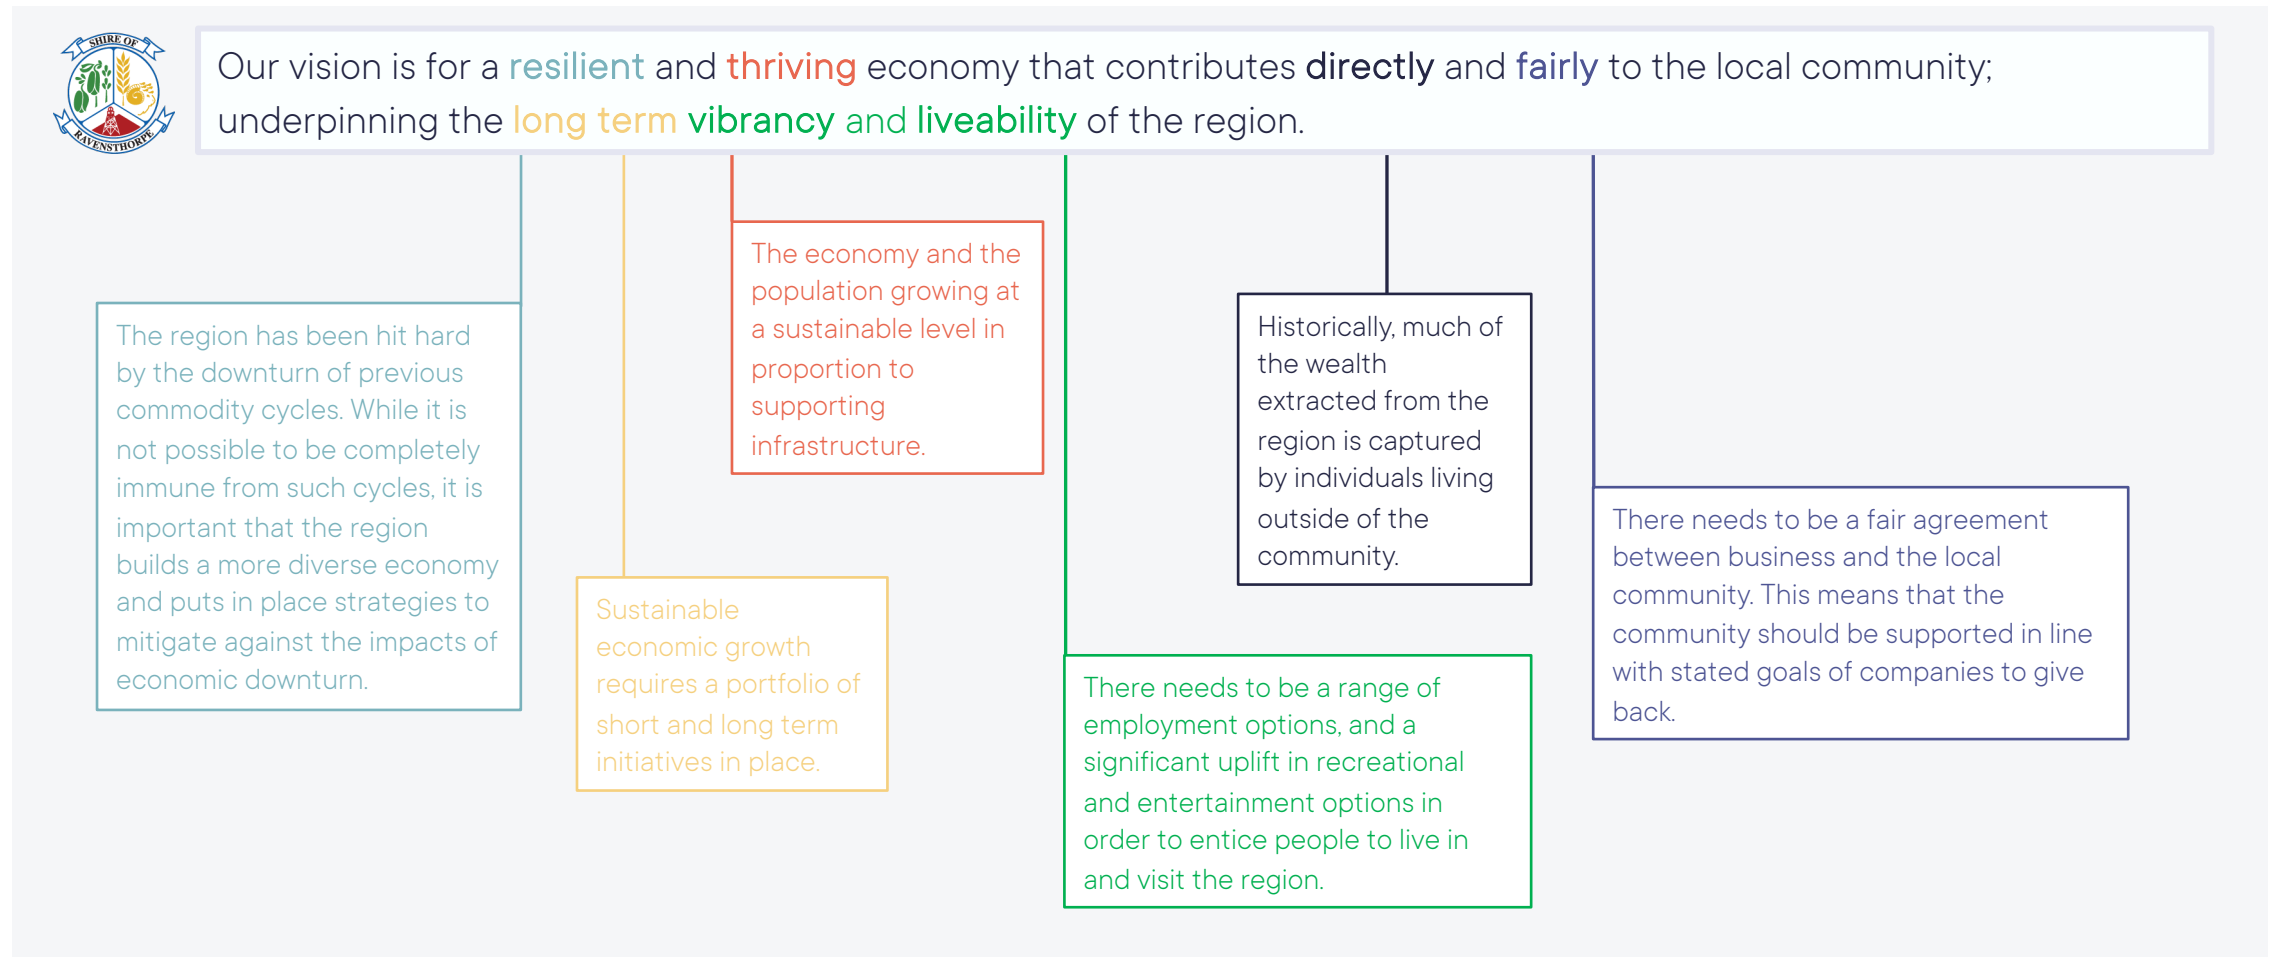 SHIRE OF
RAVENSTHORPE
Our vision is for a resilient and thriving economy that contributes directly and fairly to the local community;
underpinning the long term vibrancy and liveability of the region.
The region has been hit hard
by the downturn of previous
commodity cycles. While it is
not possible to be completely
immune from such cycles, it is
important that the region
builds a more diverse economy
and puts in place strategies to
mitigate against the impacts of
economic downturn.
Sustainable
economic growth
requires a portfolio of
short and long term
initiatives in place.
The economy and the
population growing at
a sustainable level in
proportion to
supporting
infrastructure.
There needs to be a range of
employment options, and a
significant uplift in recreational
and entertainment options in
order to entice people to live in
and visit the region.
Historically, much of
the wealth
extracted from the
region is captured
by individuals living
outside of the
community.
There needs to be a fair agreement
between business and the local
community. This means that the
community should be supported in line
with stated goals of companies to give
back.